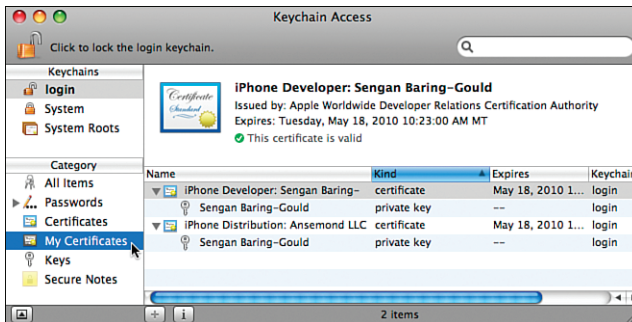 Keychain Access
Click to lock the login keychain.
Keychains
login
System
System Roots
Category
All Items
Passwords
Certificates
My Certificates
Keys
Secure Notes
Certificate
Standard
iPhone Developer: Sengan Baring-Gould
Issued by: Apple Worldwide Developer Relations Certification Authority
Expires: Tuesday, May 18, 2010 10:23:00 AM MT
This certificate is valid
Name Kind Expires Keychain
iPhone Developer: Sengan Baring- certificate May 18, 2010 1... login
Sengan Baring-Gould private key -- login
iPhone Distribution: Ansemond LLC certificate May 18, 2010 1... login
Sengan Baring-Gould private key -- login
2 items